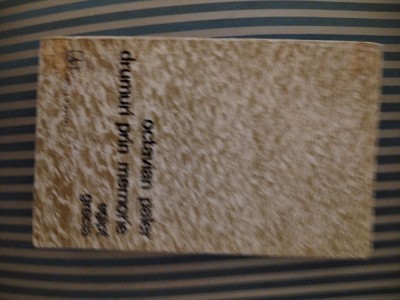 octavian paler
drumuri prin memorie
egipt
grecia